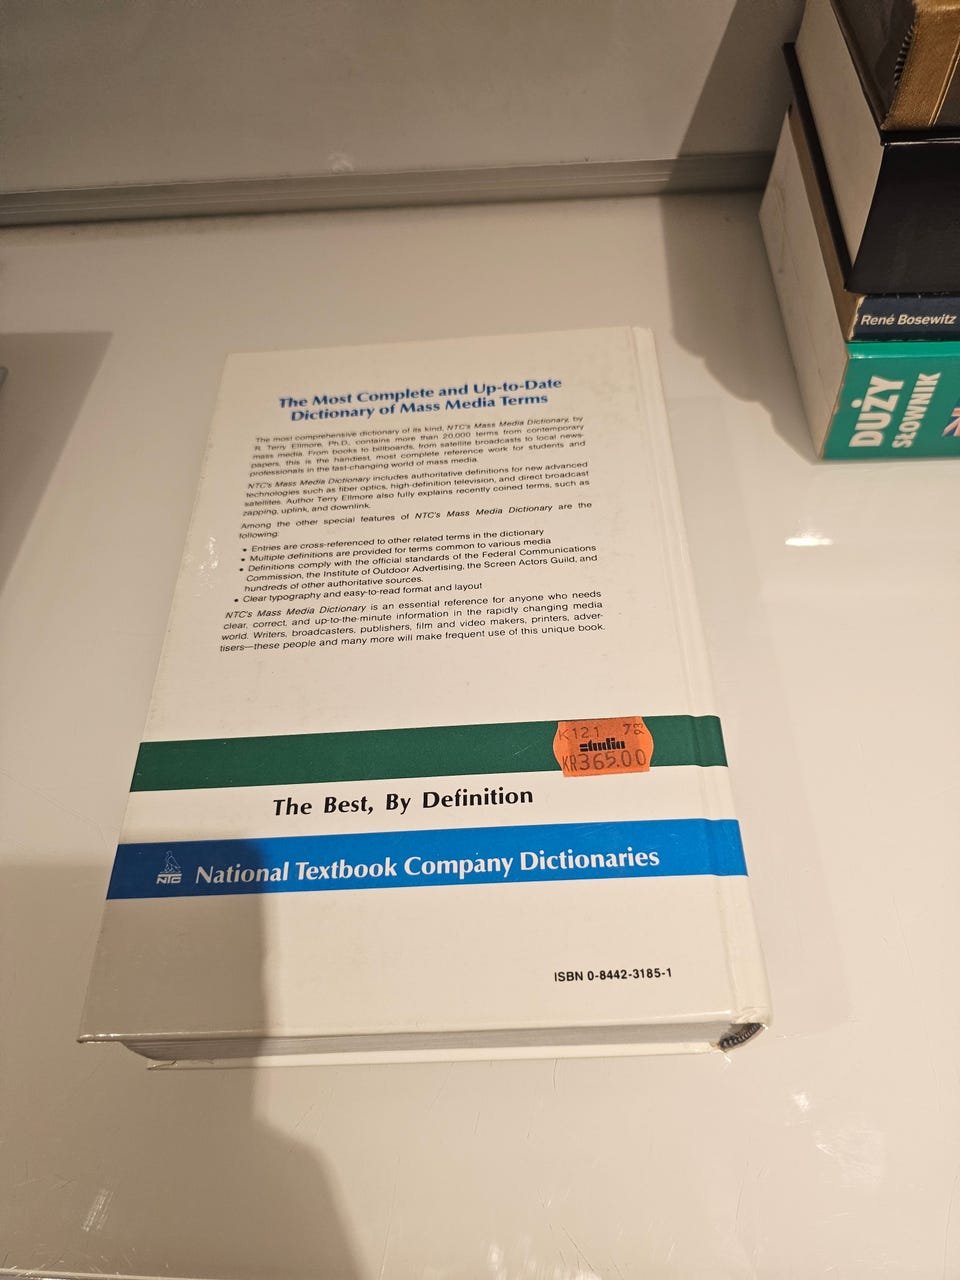 The Most Complete and Up-to-Date
Dictionary of Mass Media Terms
The most comprehensive dictionary of its kind, NTC's Mass Media Dictionary, by
R. Terry Ellmore, Ph.D., contains more than 20,000 terms from contemporary
mass media. From books to billboards, from satellite broadcasts to local news-
papers, this is the handiest, most complete reference work for students and
professionals in the fast-changing world of mass media.
NTC's Mass Media Dictionary includes authoritative definitions for new advanced
technologies such as fiber optics, high-definition television, and direct broadcast
satellites. Author Terry Ellmore also fully explains recently coined terms, such as
zapping, uplink, and downlink.
Among the other special features of NTC's Mass Media Dictionary are the
following:
• Entries are cross-referenced to other related terms in the dictionary
• Multiple definitions are provided for terms common to various media
• Definitions comply with the official standards of the Federal Communications
Commission, the Institute of Outdoor Advertising, the Screen Actors Guild, and
hundreds of other authoritative sources.
• Clear typography and easy-to-read format and layout
NTC's Mass Media Dictionary is an essential reference for anyone who needs
clear, correct, and up-to-the-minute information in the rapidly changing media
world. Writers, broadcasters, publishers, film and video makers, printers, adver-
tisers—these people and many more will make frequent use of this unique book.
K121
studia
KR365.00
The Best, By Definition
NTC National Textbook Company Dictionaries
ISBN 0-8442-3185-1
René Bosewitz
DUŻY
SŁOWNIK